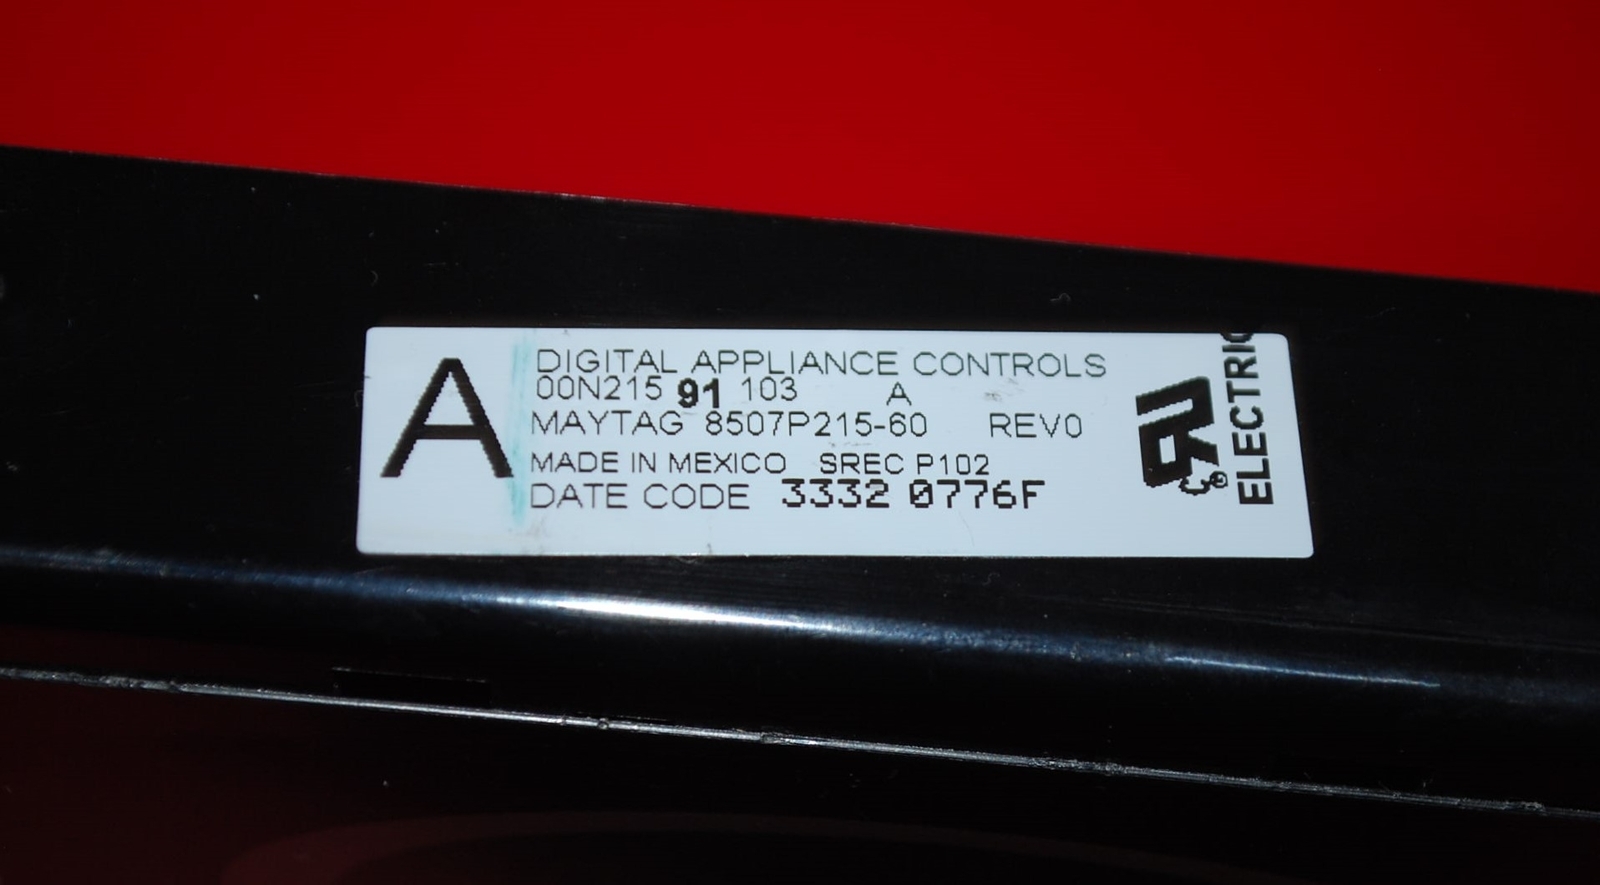 A
DIGITAL APPLIANCE CONTROLS
00N215 91 103 A
MAYTAG 8507P215-60 REV0
MADE IN MEXICO SREC P102
DATE CODE 3332 0776F
c RU ®
ELECTRIC